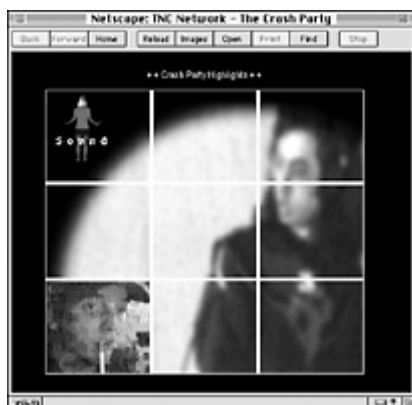 Netscape: TNC Network - The Crash Party
Back Forward Home Reload Images Open Print Find Stop
++ Crash Party Highlights ++
Sound